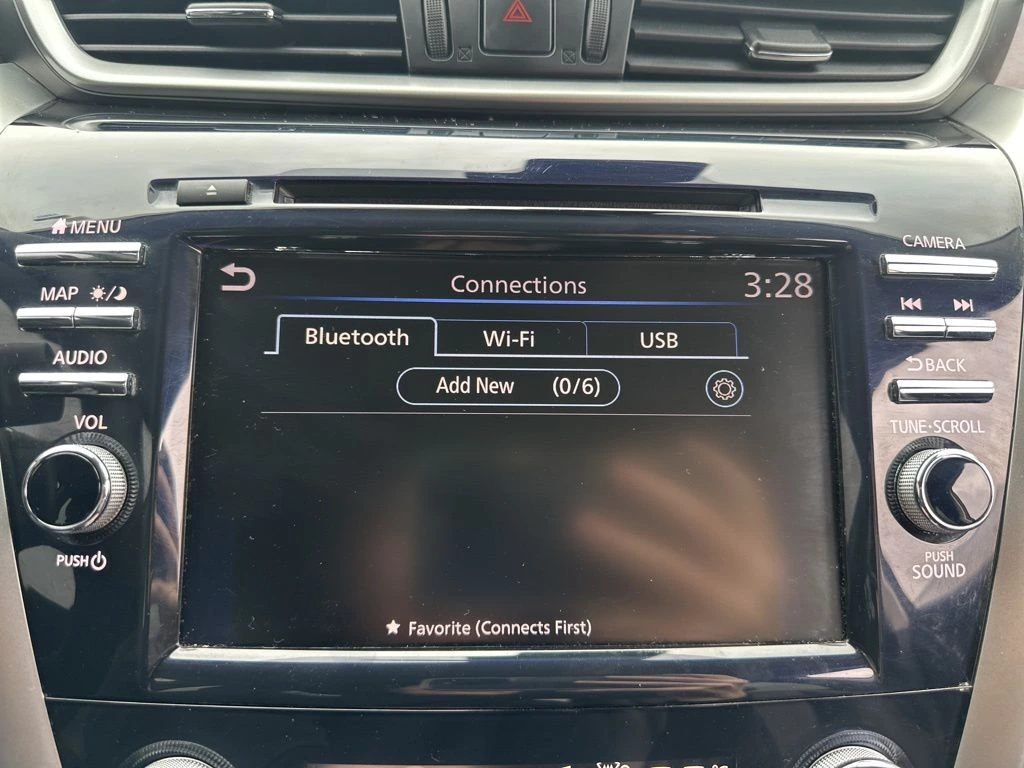 MENU
MAP
AUDIO
VOL
PUSH
Connections
3:28
Bluetooth
Wi-Fi
USB
Add New (0/6)
Favorite (Connects First)
CAMERA
BACK
TUNE·SCROLL
PUSH
SOUND